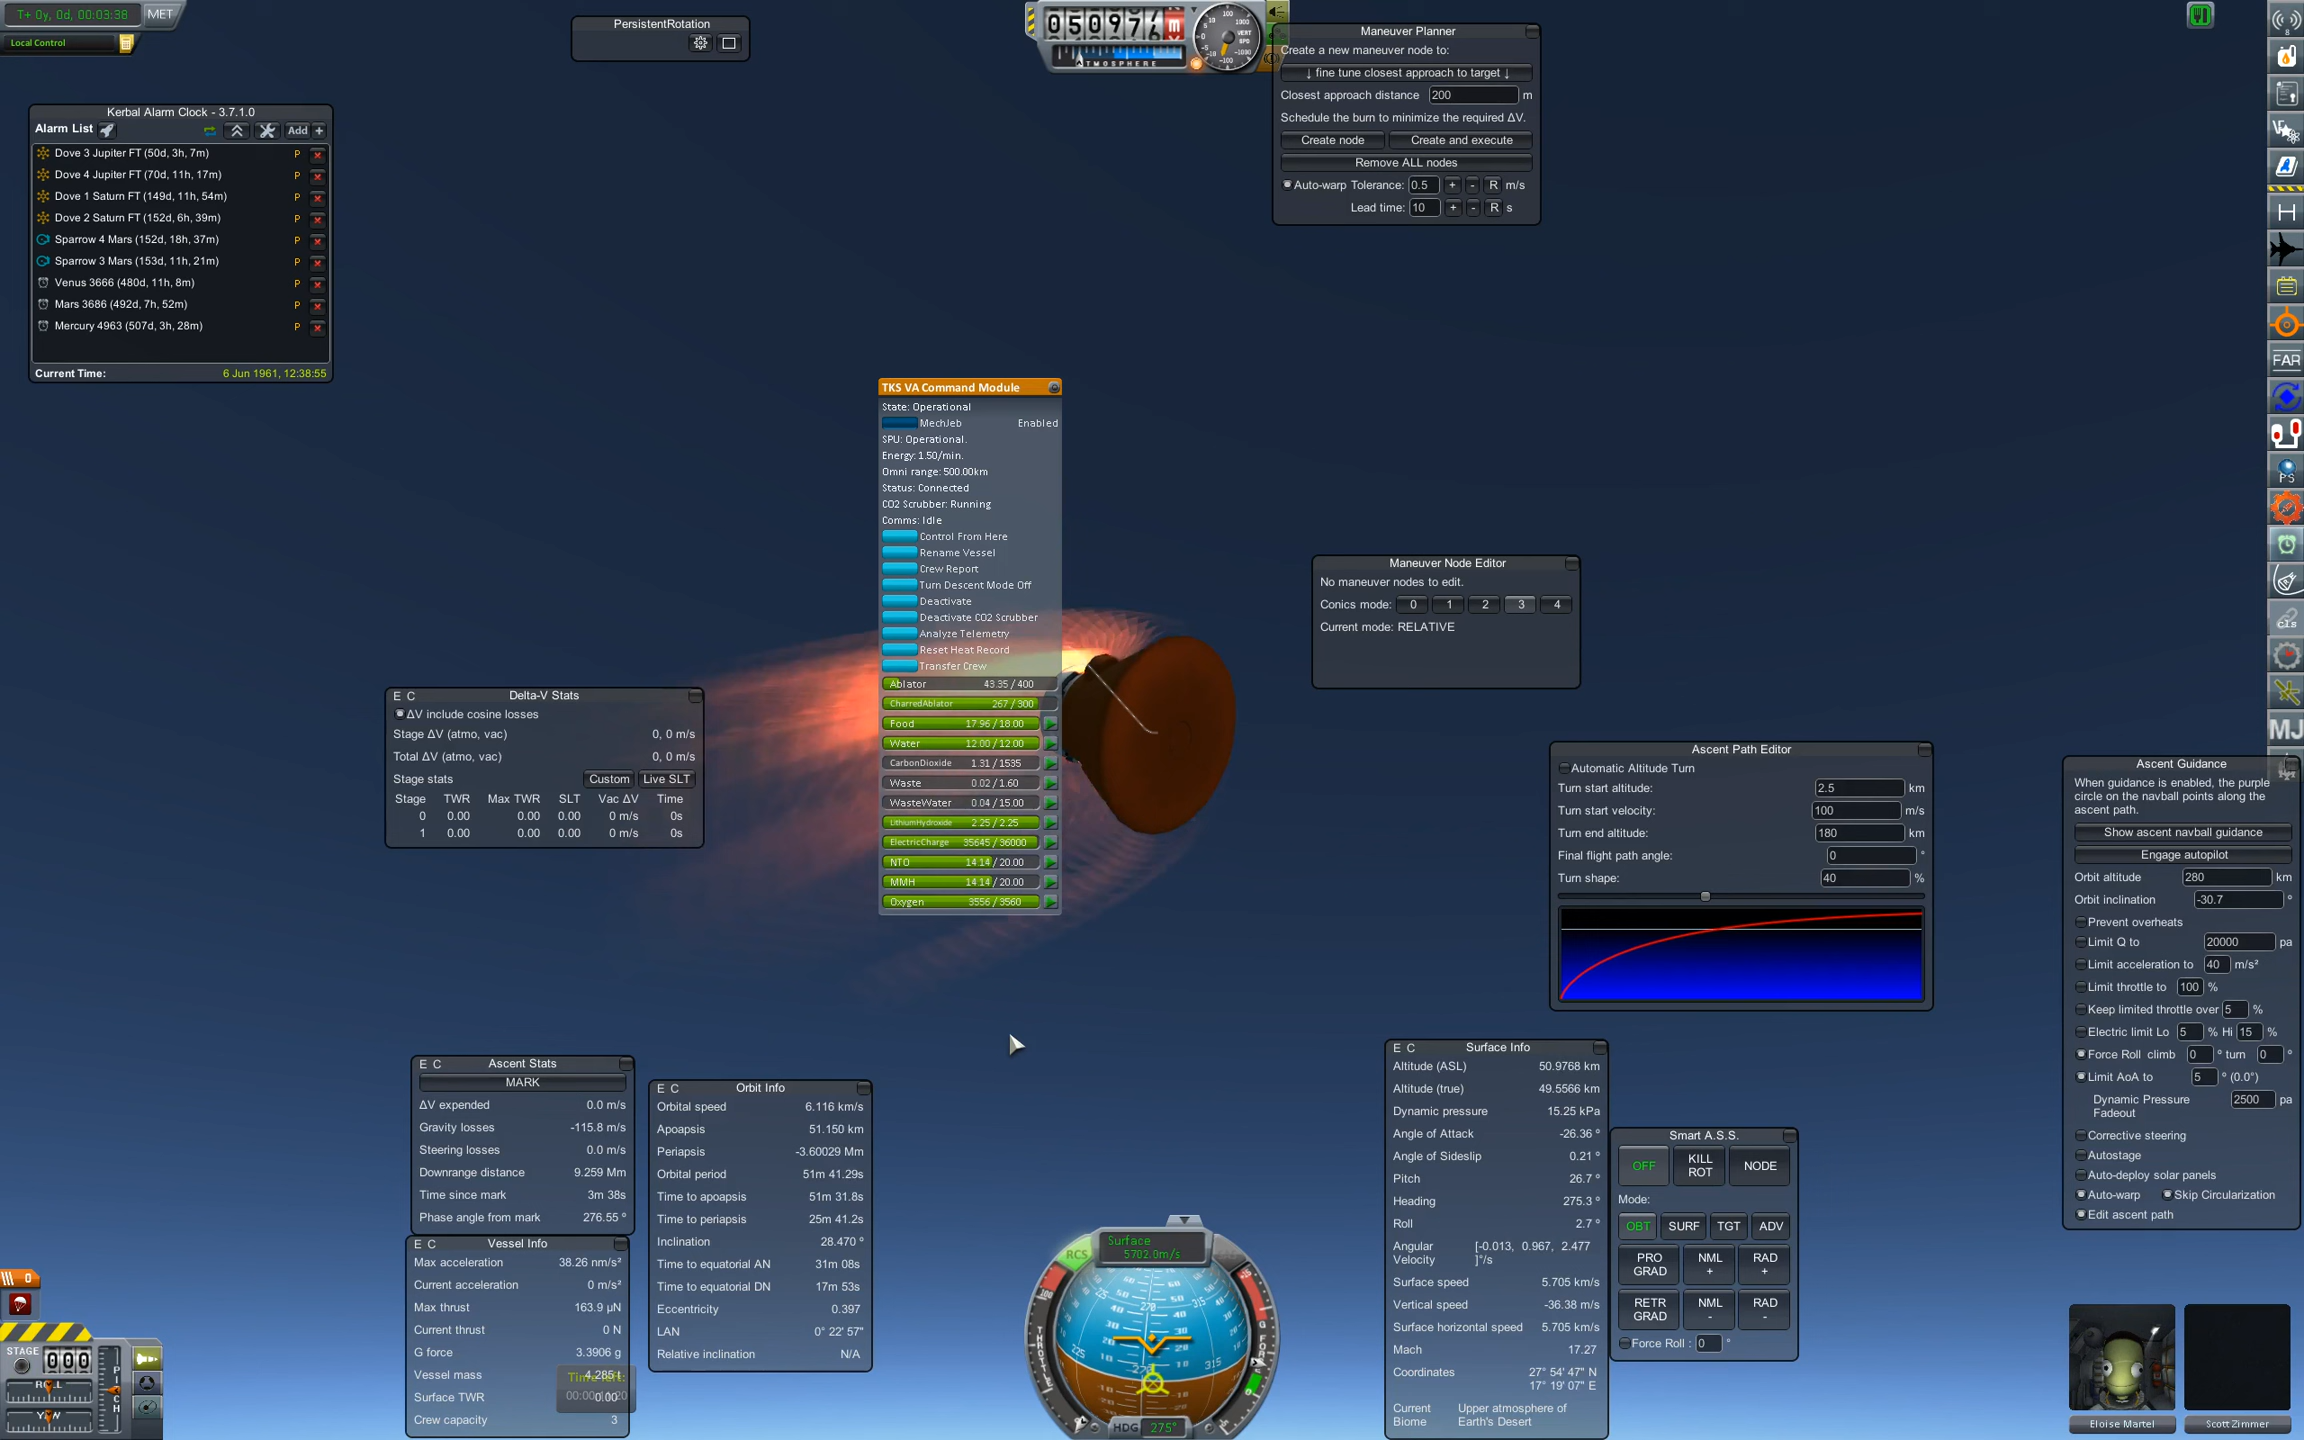 T+ 0y, 0d, 00:03:38 MET
Local Control
PersistentRotation
050976 m
ATMOSPHERE
Maneuver Planner
Create a new maneuver node to:
↓ fine tune closest approach to target ↓
Closest approach distance 200 m
Schedule the burn to minimize the required ΔV.
Create node Create and execute
Remove ALL nodes
Auto-warp Tolerance: 0.5 + - R m/s
Lead time: 10 + - R s
Kerbal Alarm Clock - 3.7.1.0
Alarm List Add +
Dove 3 Jupiter FT (50d, 3h, 7m) P
Dove 4 Jupiter FT (70d, 11h, 17m) P
Dove 1 Saturn FT (149d, 11h, 54m) P
Dove 2 Saturn FT (152d, 6h, 39m) P
Sparrow 4 Mars (152d, 18h, 37m) P
Sparrow 3 Mars (153d, 11h, 21m) P
Venus 3666 (480d, 11h, 8m) P
Mars 3686 (492d, 7h, 52m) P
Mercury 4963 (507d, 3h, 28m) P
Current Time: 6 Jun 1961, 12:38:55
TKS VA Command Module
State: Operational
MechJeb Enabled
SPU: Operational.
Energy: 1.50/min.
Omni range: 500.00km
Status: Connected
CO2 Scrubber: Running
Comms: Idle
Control From Here
Rename Vessel
Crew Report
Turn Descent Mode Off
Deactivate
Deactivate CO2 Scrubber
Analyze Telemetry
Reset Heat Record
Transfer Crew
Ablator 43.35 / 400
CharredAblator 267 / 300
Food 17.96 / 18.00
Water 12.00 / 12.00
CarbonDioxide 1.31 / 1535
Waste 0.02 / 1.60
WasteWater 0.04 / 15.00
LithiumHydroxide 2.25 / 2.25
ElectricCharge 35645 / 36000
NTO 14.14 / 20.00
MMH 14.14 / 20.00
Oxygen 3556 / 3560
Maneuver Node Editor
No maneuver nodes to edit.
Conics mode: 0 1 2 3 4
Current mode: RELATIVE
E C Delta-V Stats
ΔV include cosine losses
Stage ΔV (atmo, vac) 0, 0 m/s
Total ΔV (atmo, vac) 0, 0 m/s
Stage stats Custom Live SLT
Stage TWR Max TWR SLT Vac ΔV Time
0 0.00 0.00 0.00 0 m/s 0s
1 0.00 0.00 0.00 0 m/s 0s
Ascent Path Editor
Automatic Altitude Turn
Turn start altitude: 2.5 km
Turn start velocity: 100 m/s
Turn end altitude: 180 km
Final flight path angle: 0 °
Turn shape: 40 %
Ascent Guidance
When guidance is enabled, the purple
circle on the navball points along the
ascent path.
Show ascent navball guidance
Engage autopilot
Orbit altitude 280 km
Orbit inclination -30.7 °
Prevent overheats
Limit Q to 20000 pa
Limit acceleration to 40 m/s²
Limit throttle to 100 %
Keep limited throttle over 5 %
Electric limit Lo 5 % Hi 15 %
Force Roll climb 0 ° turn 0 °
Limit AoA to 5 ° (0.0°)
Dynamic Pressure
Fadeout 2500 pa
Corrective steering
Autostage
Auto-deploy solar panels
Auto-warp Skip Circularization
Edit ascent path
E C Ascent Stats
MARK
ΔV expended 0.0 m/s
Gravity losses -115.8 m/s
Steering losses 0.0 m/s
Downrange distance 9.259 Mm
Time since mark 3m 38s
Phase angle from mark 276.55 °
E C Vessel Info
Max acceleration 38.26 nm/s²
Current acceleration 0 m/s²
Max thrust 163.9 µN
Current thrust 0 N
G force 3.3906 g
Vessel mass 4.285 t
Surface TWR 0.00
Crew capacity 3
E C Orbit Info
Orbital speed 6.116 km/s
Apoapsis 51.150 km
Periapsis -3.60029 Mm
Orbital period 51m 41.29s
Time to apoapsis 51m 31.8s
Time to periapsis 25m 41.2s
Inclination 28.470 °
Time to equatorial AN 31m 08s
Time to equatorial DN 17m 53s
Eccentricity 0.397
LAN 0° 22' 57"
Relative inclination N/A
E C Surface Info
Altitude (ASL) 50.9768 km
Altitude (true) 49.5566 km
Dynamic pressure 15.25 kPa
Angle of Attack -26.36 °
Angle of Sideslip 0.21 °
Pitch 26.7 °
Heading 275.3 °
Roll 2.7 °
Angular Velocity [-0.013, 0.967, 2.477 ]°/s
Surface speed 5.705 km/s
Vertical speed -36.38 m/s
Surface horizontal speed 5.705 km/s
Mach 17.27
Coordinates 27° 54' 47" N
17° 19' 07" E
Current Biome Upper atmosphere of Earth's Desert
Smart A.S.S.
OFF KILL ROT NODE
Mode:
OBT SURF TGT ADV
PRO GRAD NML + RAD +
RETR GRAD NML - RAD -
Force Roll : 0 °
RCS Surface
5702.0m/s
THROTTLE
G FORCE
HDG 275°
0
STAGE 000
ROLL
YAW
PITCH
FAR
PS
cls
MJ
Eloise Martel
Scott Zimmer